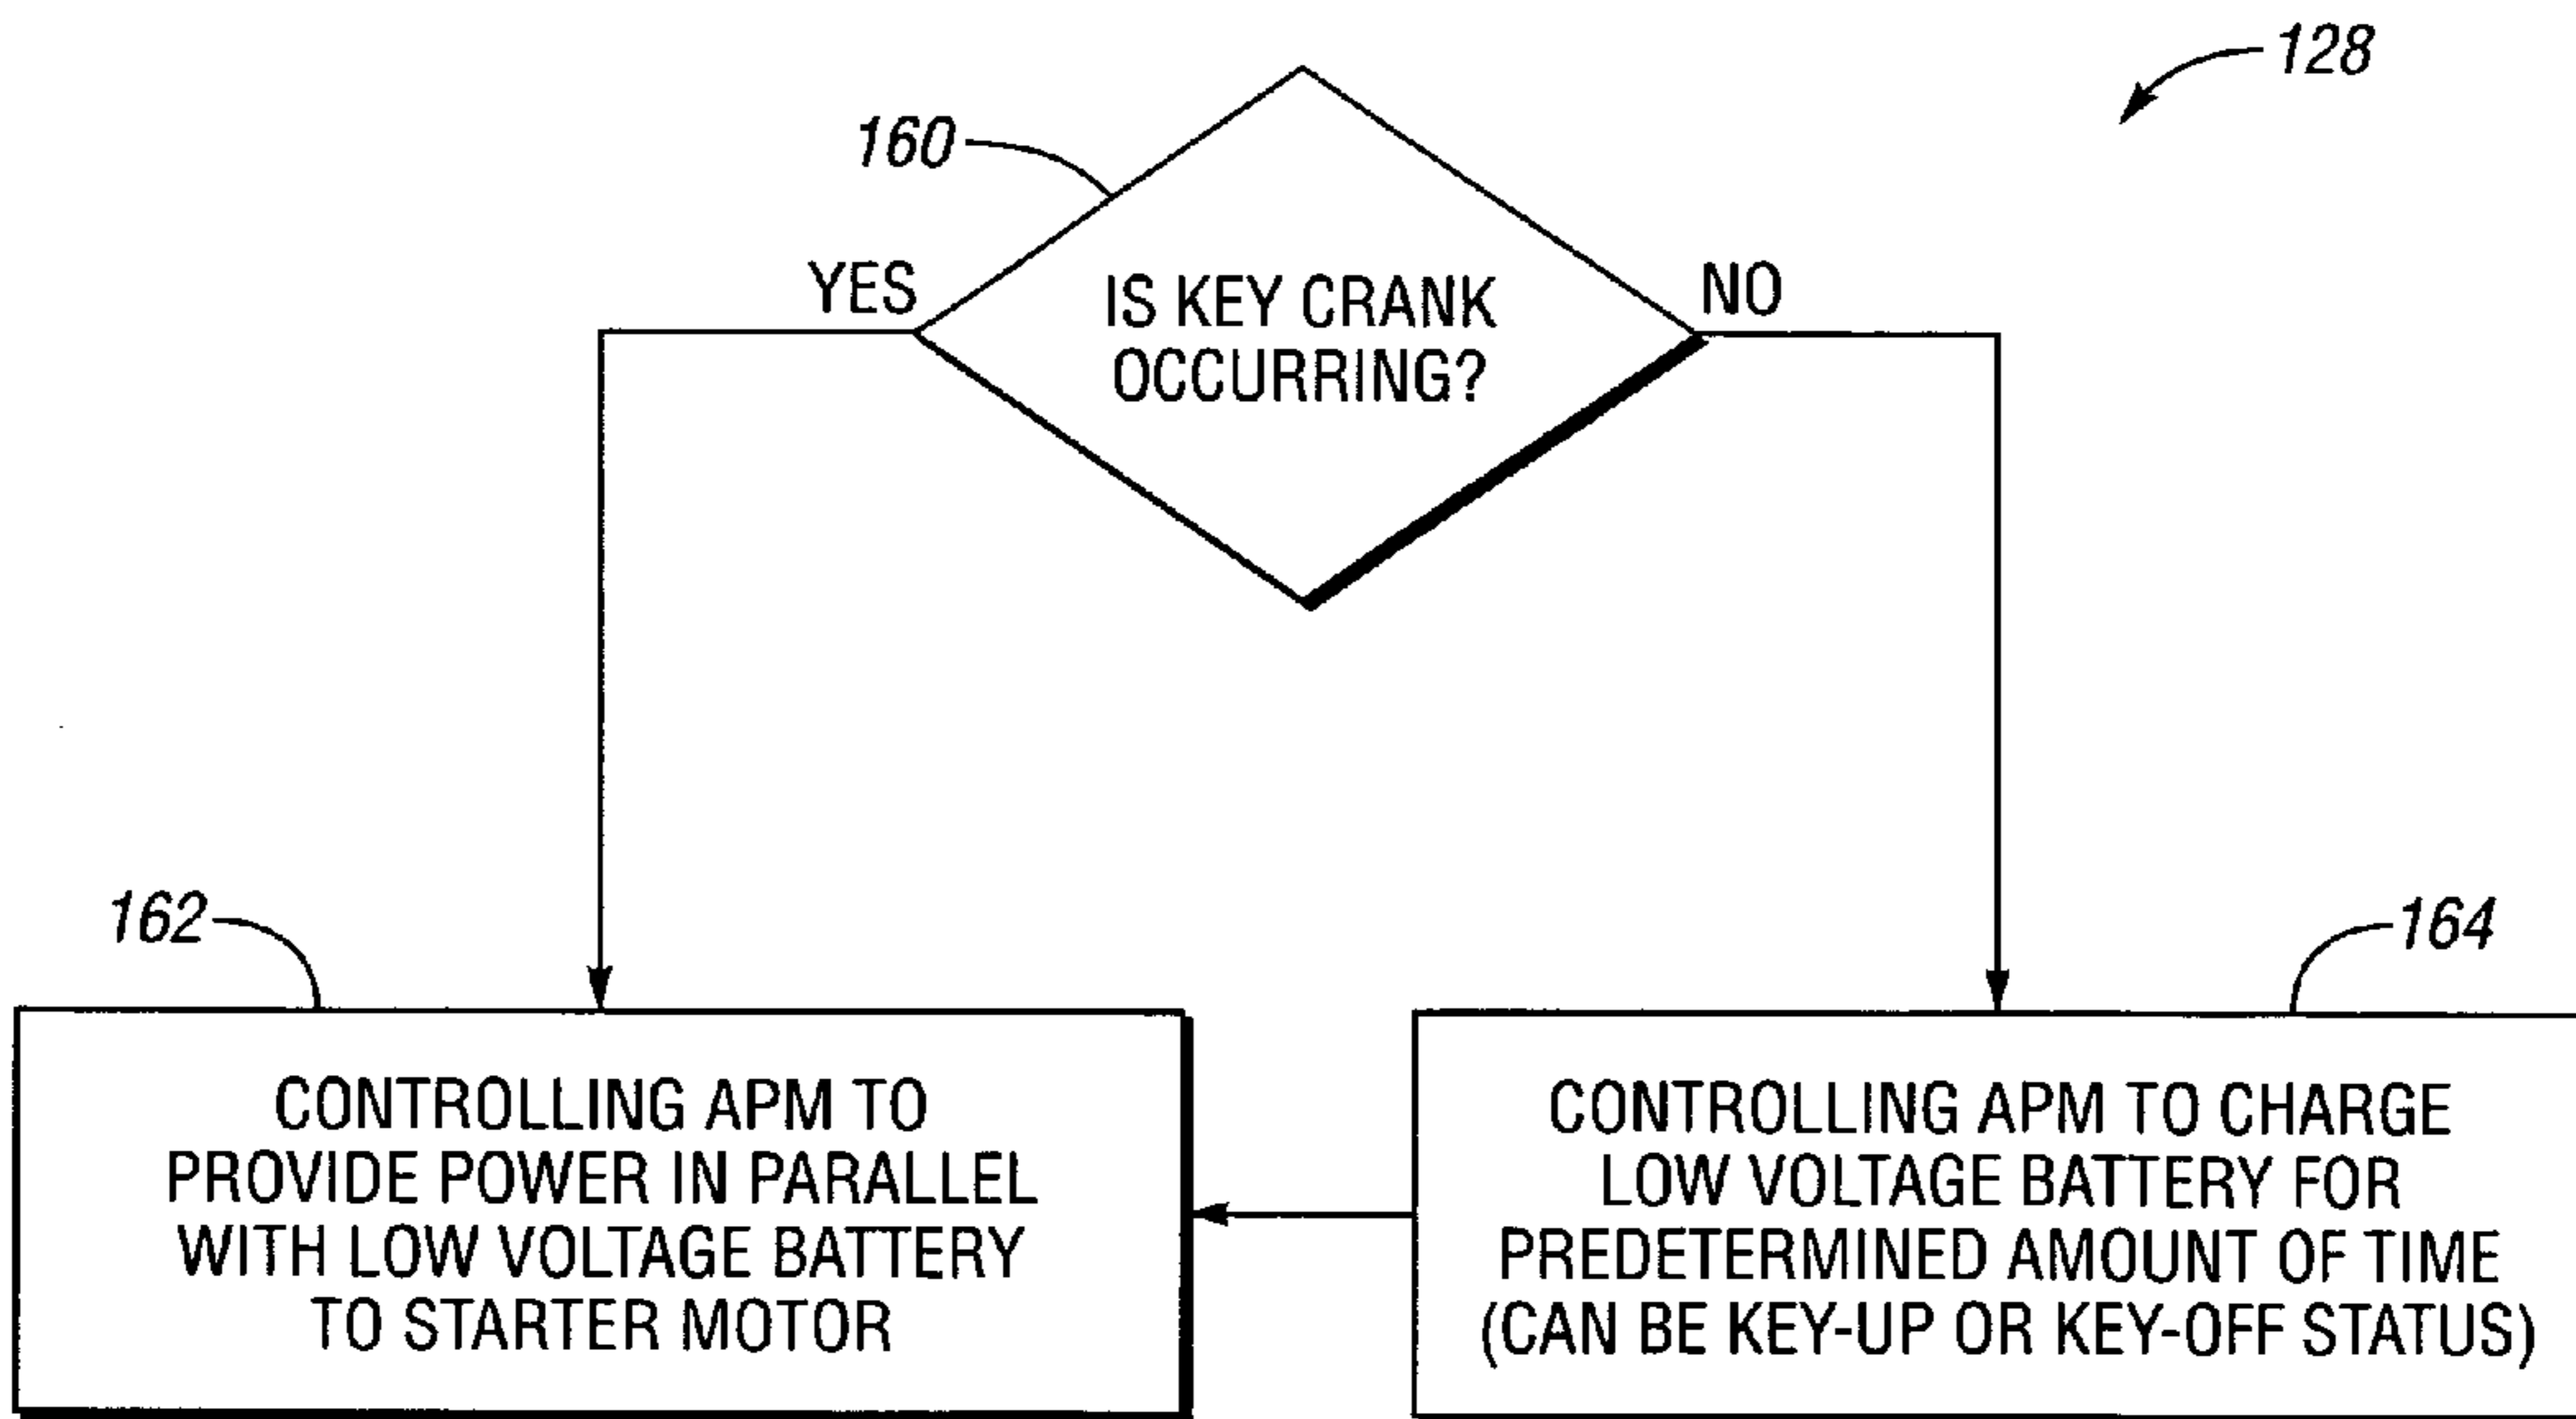 128
160
YES
IS KEY CRANK
OCCURRING?
NO
162
CONTROLLING APM TO
PROVIDE POWER IN PARALLEL
WITH LOW VOLTAGE BATTERY
TO STARTER MOTOR
164
CONTROLLING APM TO CHARGE
LOW VOLTAGE BATTERY FOR
PREDETERMINED AMOUNT OF TIME
(CAN BE KEY-UP OR KEY-OFF STATUS)